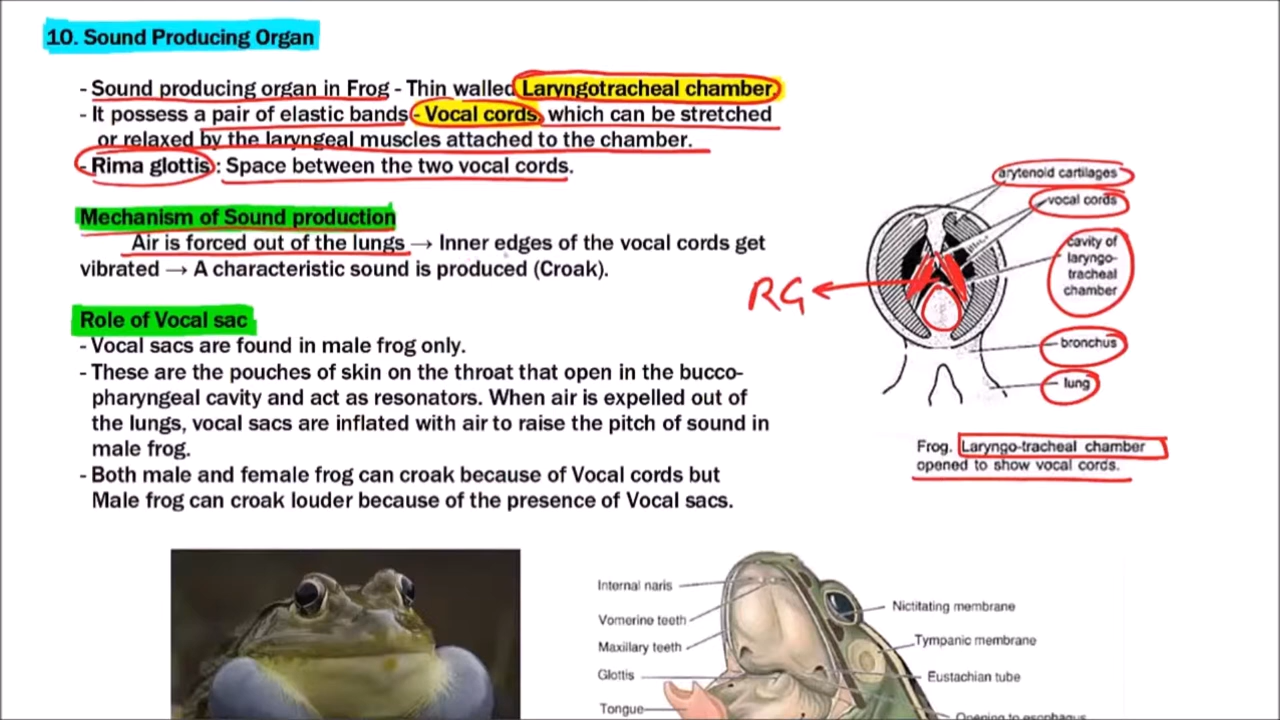 10. Sound Producing Organ
- Sound producing organ in Frog - Thin walled Laryngotracheal chamber.
- It possess a pair of elastic bands - Vocal cords, which can be stretched
or relaxed by the laryngeal muscles attached to the chamber.
- Rima glottis : Space between the two vocal cords.
Mechanism of Sound production
Air is forced out of the lungs → Inner edges of the vocal cords get
vibrated → A characteristic sound is produced (Croak).
Role of Vocal sac
- Vocal sacs are found in male frog only.
- These are the pouches of skin on the throat that open in the bucco-
pharyngeal cavity and act as resonators. When air is expelled out of
the lungs, vocal sacs are inflated with air to raise the pitch of sound in
male frog.
- Both male and female frog can croak because of Vocal cords but
Male frog can croak louder because of the presence of Vocal sacs.
arytenoid cartilages
vocal cords
cavity of
laryngo-
tracheal
chamber
RG
bronchus
lung
Frog. Laryngo-tracheal chamber
opened to show vocal cords.
Internal naris
Vomerine teeth
Maxillary teeth
Glottis
Tongue
Nictitating membrane
Tympanic membrane
Eustachian tube
Opening to esophagus